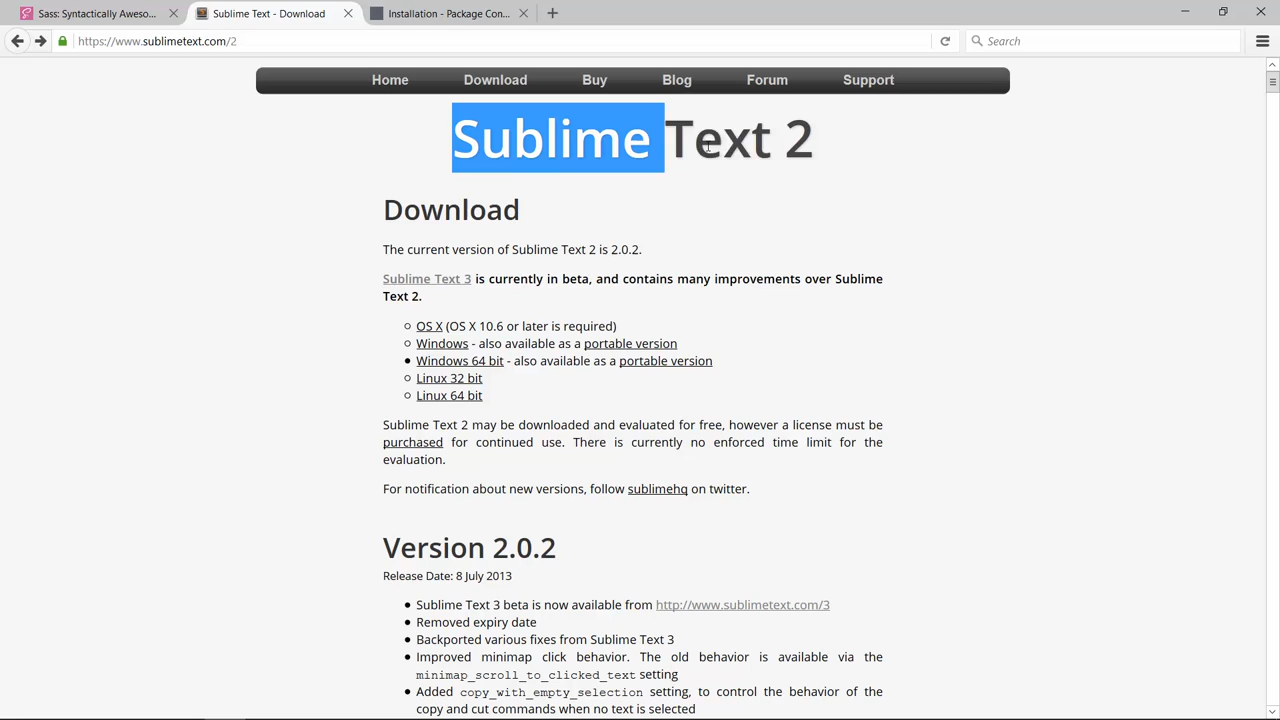 Sass: Syntactically Aweso...
Sublime Text - Download
Installation - Package Con...
https://www.sublimetext.com/2
Search
Home Download Buy Blog Forum Support
Sublime Text 2
Download
The current version of Sublime Text 2 is 2.0.2.
Sublime Text 3 is currently in beta, and contains many improvements over Sublime
Text 2.
OS X (OS X 10.6 or later is required)
Windows - also available as a portable version
Windows 64 bit - also available as a portable version
Linux 32 bit
Linux 64 bit
Sublime Text 2 may be downloaded and evaluated for free, however a license must be
purchased for continued use. There is currently no enforced time limit for the
evaluation.
For notification about new versions, follow sublimehq on twitter.
Version 2.0.2
Release Date: 8 July 2013
Sublime Text 3 beta is now available from http://www.sublimetext.com/3
Removed expiry date
Backported various fixes from Sublime Text 3
Improved minimap click behavior. The old behavior is available via the
minimap_scroll_to_clicked_text setting
Added copy_with_empty_selection setting, to control the behavior of the
copy and cut commands when no text is selected